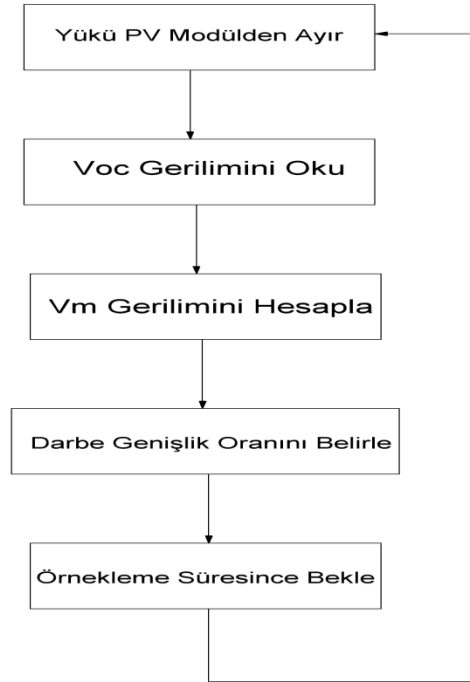 Yükü PV Modülden Ayır
Voc Gerilimini Oku
Vm Gerilimini Hesapla
Darbe Genişlik Oranını Belirle
Örnekleme Süresince Bekle